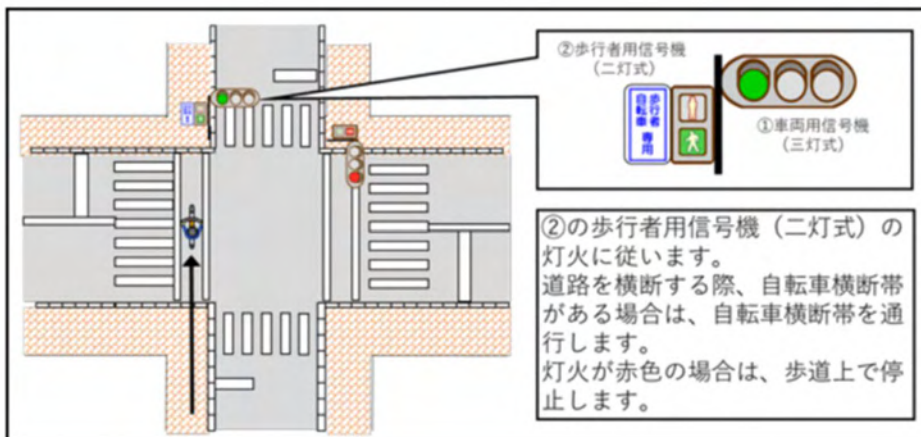 ②歩行者用信号機
(二灯式)
歩行者
自転車
専用
①車両用信号機
(三灯式)
②の歩行者用信号機（二灯式）の
灯火に従います。
道路を横断する際、自転車横断帯
がある場合は、自転車横断帯を通
行します。
灯火が赤色の場合は、歩道上で停
止します。